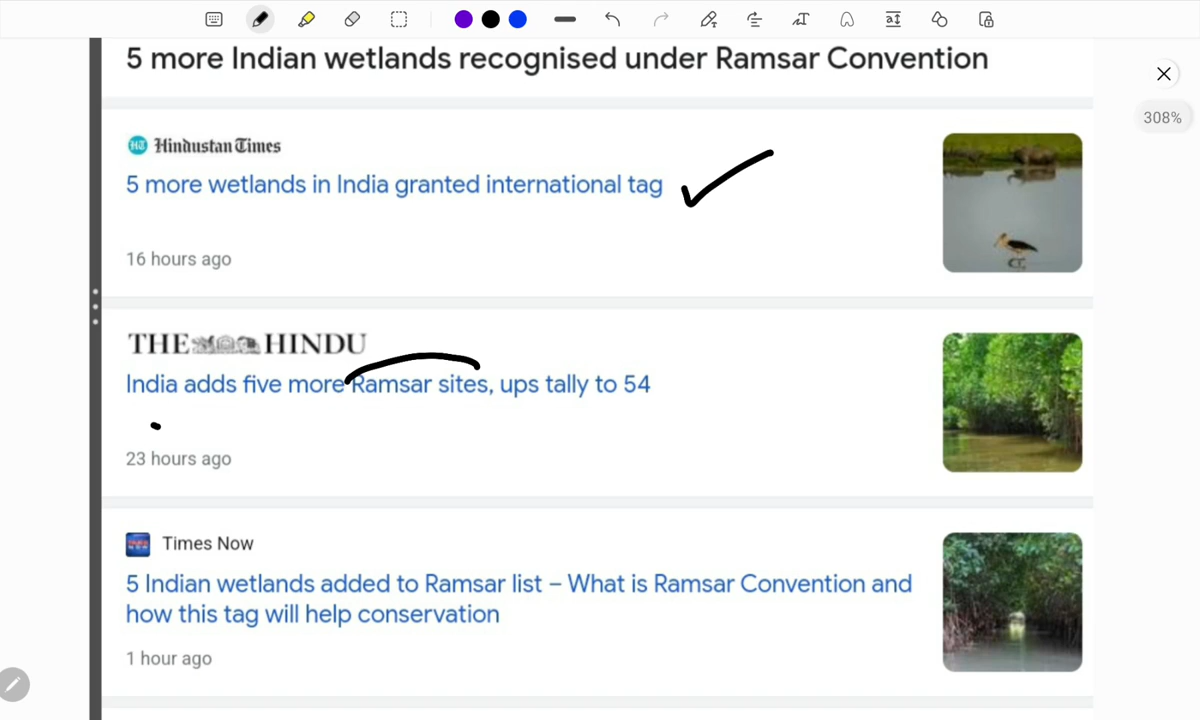 5 more Indian wetlands recognised under Ramsar Convention
308%
HT Hindustan Times
5 more wetlands in India granted international tag
16 hours ago
THE HINDU
India adds five more Ramsar sites, ups tally to 54
23 hours ago
Times Now
5 Indian wetlands added to Ramsar list – What is Ramsar Convention and
how this tag will help conservation
1 hour ago